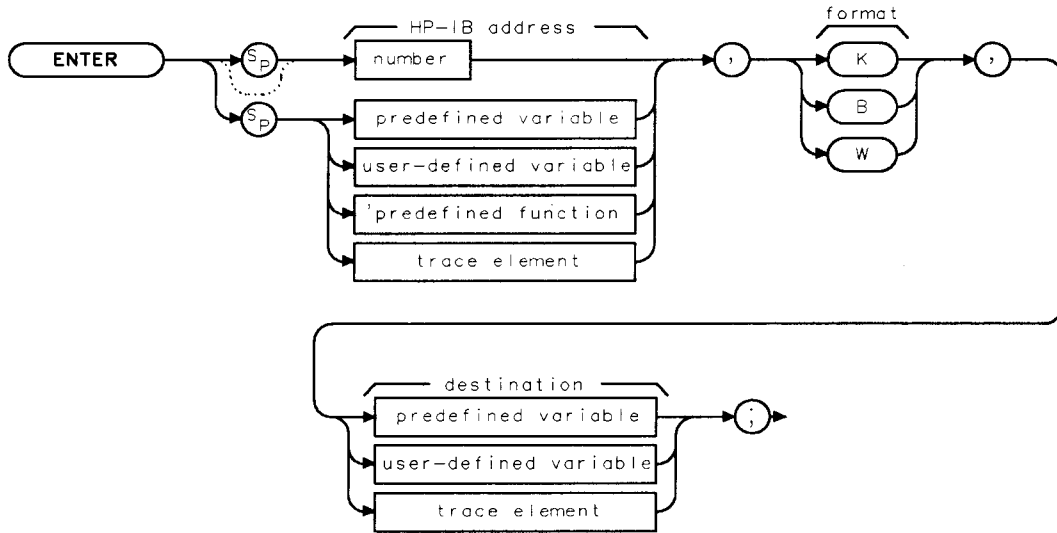 HP-IB address
format
ENTER
SP
number
,
K
,
B
W
SP
predefined variable
user-defined variable
'predefined function
trace element
destination
predefined variable
user-defined variable
trace element
;